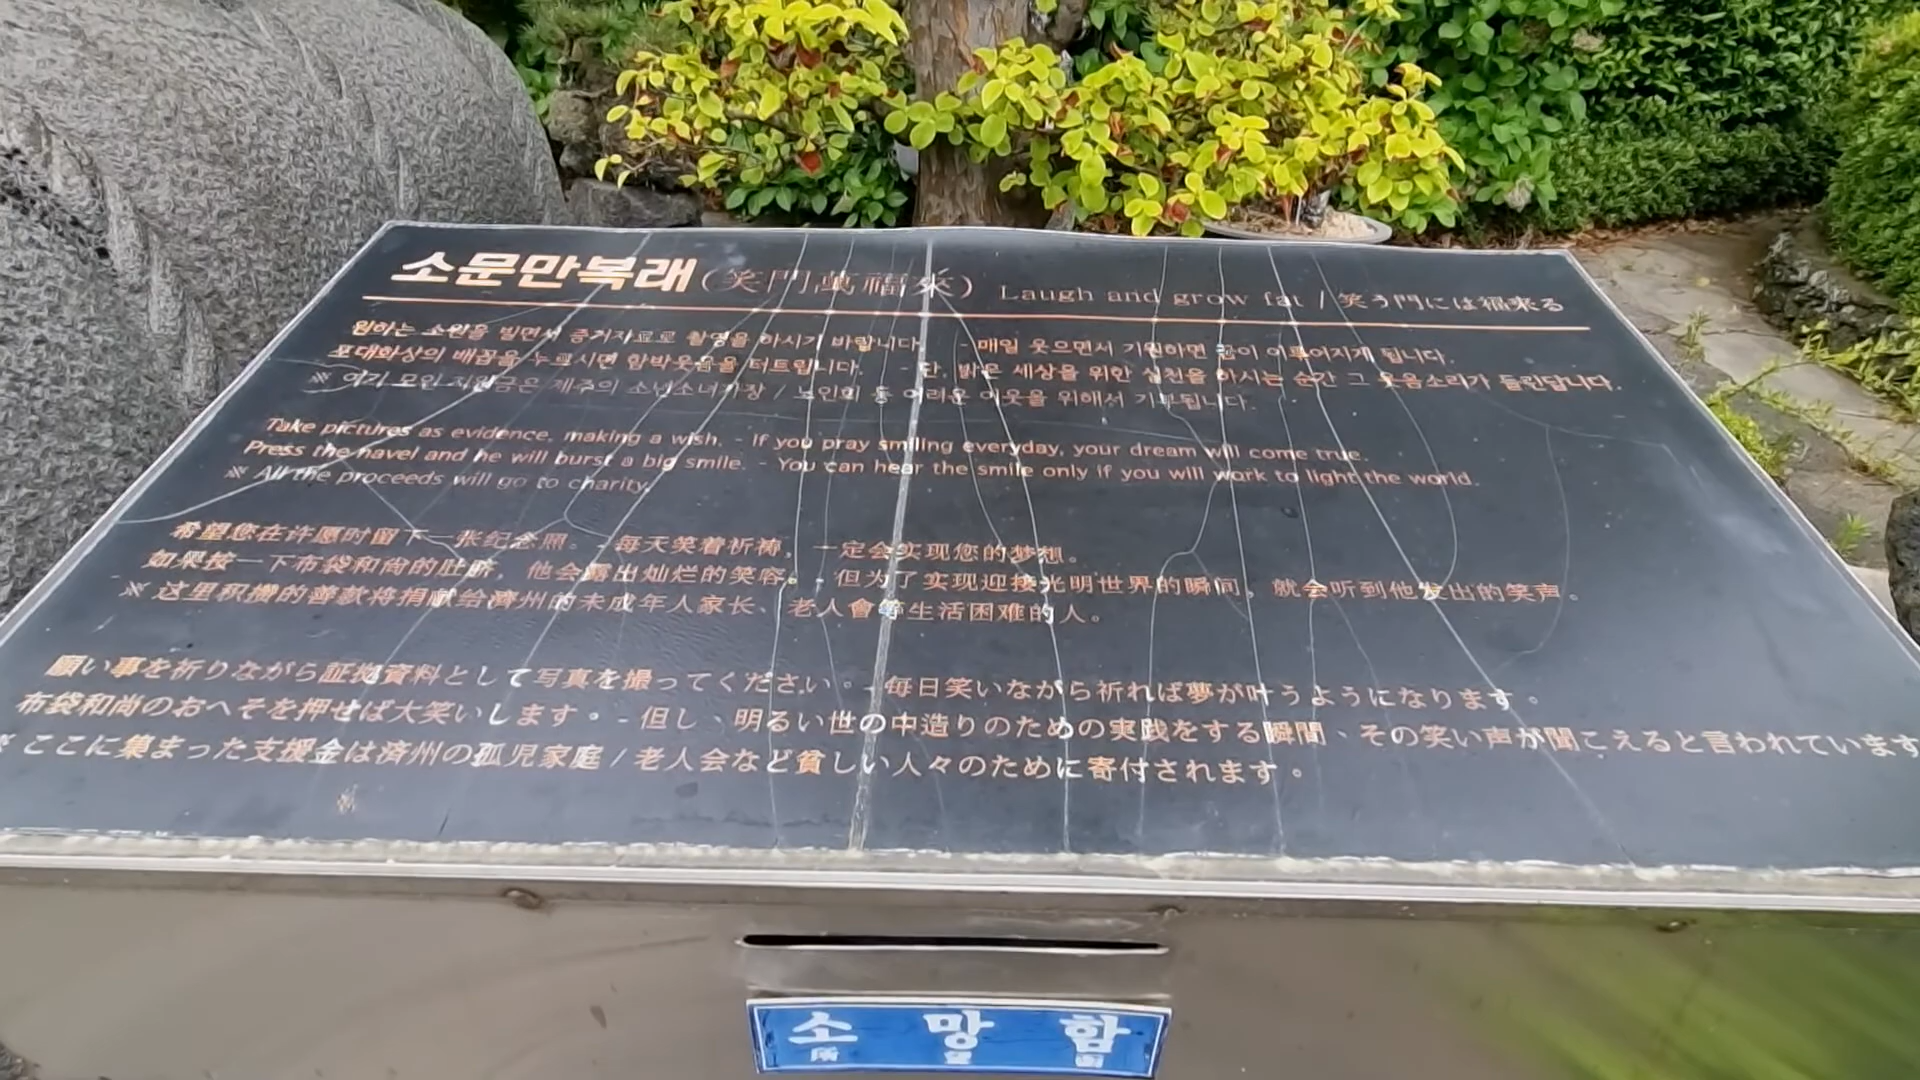 소문만복래(笑門萬福來) Laugh and grow fat / 笑う門には福来る
원하는 소원을 빌면서 증거자료로 촬영을 하시기 바랍니다. - 매일 웃으면서 기원하면 꿈이 이루어지게 됩니다.
포대화상의 배꼽을 누르시면 함박웃음을 터트립니다. - 단, 밝은 세상을 위한 실천을 하시는 순간 그 웃음소리가 들린답니다.
※ 여기 모인 지원금은 제주의 소년소녀가장 / 노인회 등 어려운 이웃을 위해서 기부됩니다.
Take pictures as evidence, making a wish. - If you pray smiling everyday, your dream will come true.
Press the navel and he will burst a big smile. - You can hear the smile only if you will work to light the world.
※ All the proceeds will go to charity.
希望您在许愿时留下一张纪念照。 - 每天笑着祈祷，一定会实现您的梦想。
如果按一下布袋和尙的肚脐，他会露出灿烂的笑容。 - 但为了实现迎接光明世界的瞬间，就会听到他发出的笑声。
※ 这里积攒的善款将捐献给濟州的未成年人家长、老人會等生活困难的人。
願い事を祈りながら証拠資料として写真を撮ってください。 - 毎日笑いながら祈れば夢が叶うようになります。
布袋和尚のおへそを押せば大笑いします。 - 但し、明るい世の中造りのための実践をする瞬間、その笑い声が聞こえると言われています
※ ここに集まった支援金は済州の孤児家庭 / 老人会など貧しい人々のために寄付されます。
소망함
所望函